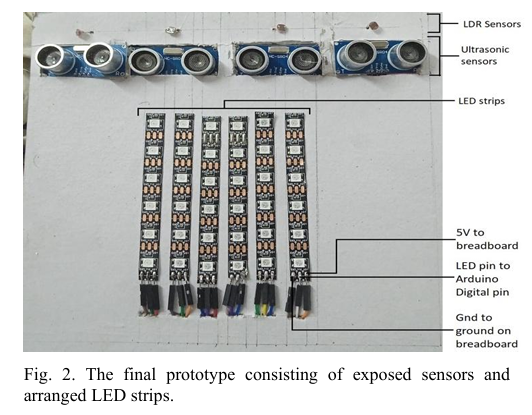 LDR Sensors
Ultrasonic
sensors
LED strips
5V to
breadboard
LED pin to
Arduino
Digital pin
Gnd to
ground on
breadboard
Fig. 2. The final prototype consisting of exposed sensors and
arranged LED strips.